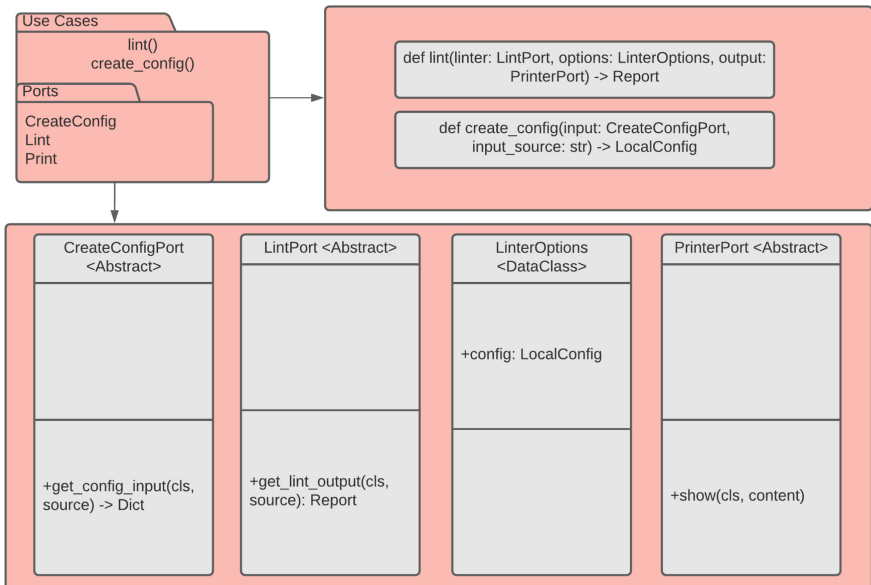 Use Cases
lint()
create_config()
Ports
CreateConfig
Lint
Print
def lint(linter: LintPort, options: LinterOptions, output:
PrinterPort) -> Report
def create_config(input: CreateConfigPort,
input_source: str) -> LocalConfig
CreateConfigPort
<Abstract>
+get_config_input(cls,
source) -> Dict
LintPort <Abstract>
+get_lint_output(cls,
source): Report
LinterOptions
<DataClass>
+config: LocalConfig
PrinterPort <Abstract>
+show(cls, content)